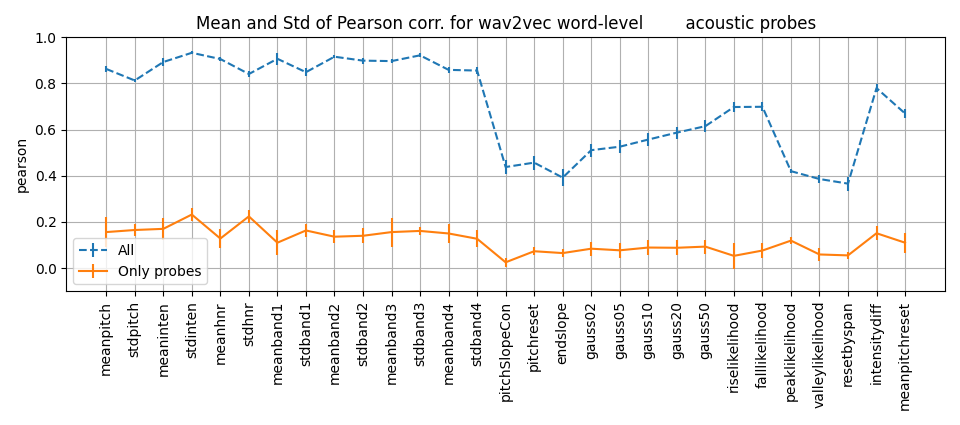 Mean and Std of Pearson corr. for wav2vec word-level acoustic probes
pearson
1.0
0.8
0.6
0.4
0.2
0.0
All
Only probes
meanpitch
stdpitch
meaninten
stdinten
meanhnr
stdhnr
meanband1
stdband1
meanband2
stdband2
meanband3
stdband3
meanband4
stdband4
pitchSlopeCon
pitchreset
endslope
gauss02
gauss05
gauss10
gauss20
gauss50
riselikelihood
falllikelihood
peaklikelihood
valleylikelihood
resetbyspan
intensitydiff
meanpitchreset